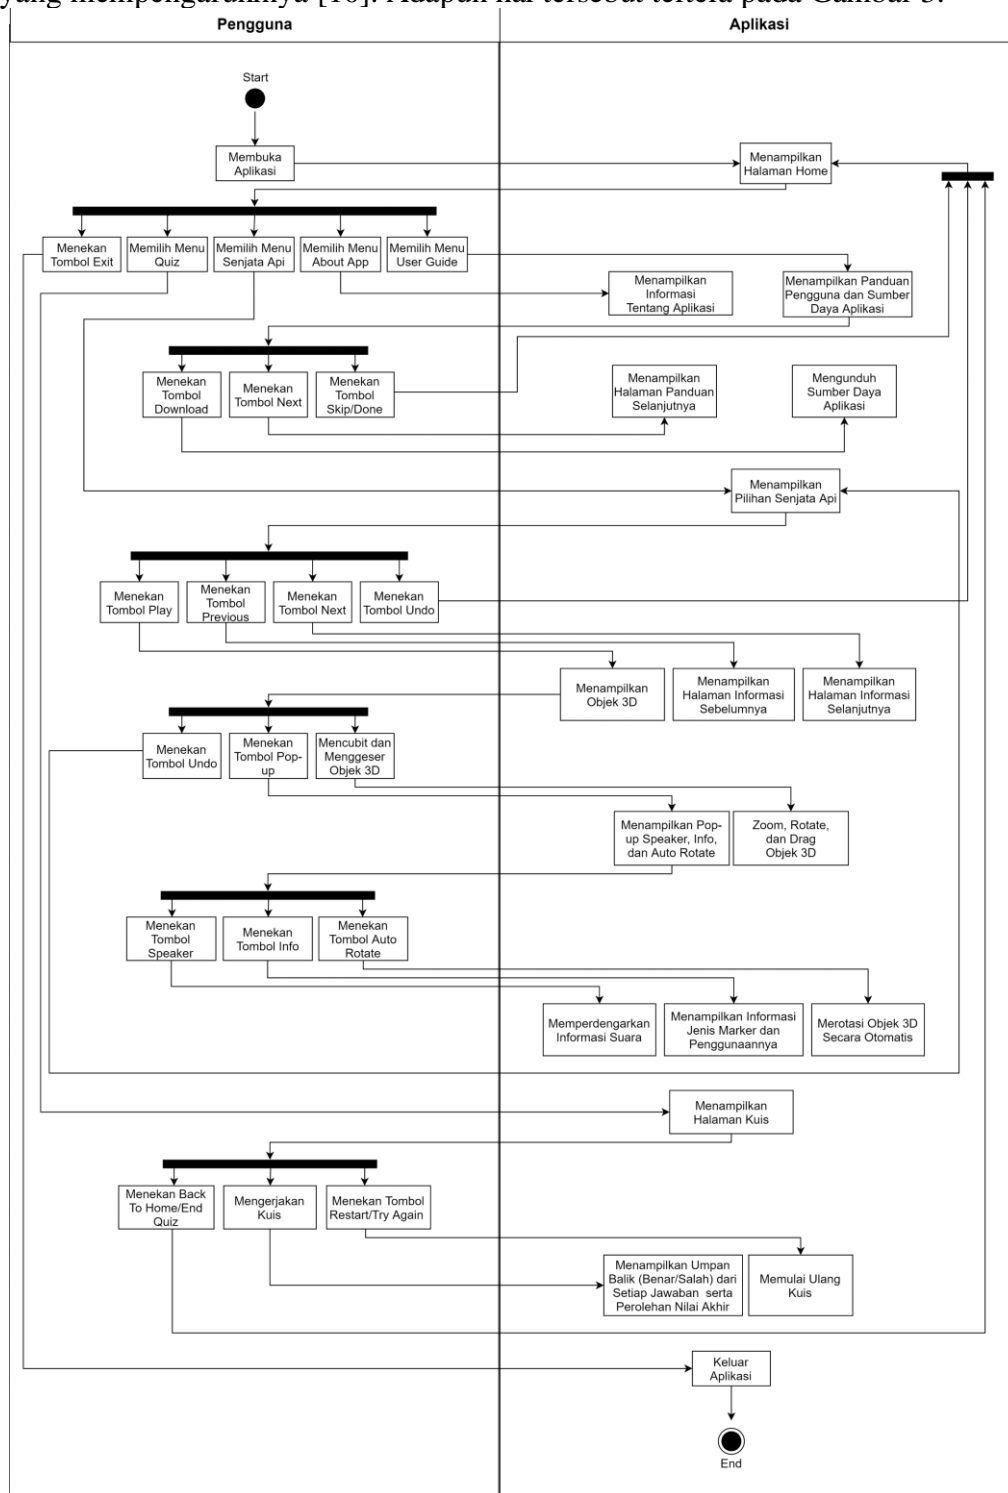 yang mempengaruhinya [10]. Adapun hal tersebut tertera pada Gambar 3.
Pengguna
Aplikasi
Start
Membuka
Aplikasi
Menampilkan
Halaman Home
Menekan
Tombol Exit
Memilih Menu
Quiz
Memilih Menu
Senjata Api
Memilih Menu
About App
Memilih Menu
User Guide
Menampilkan
Informasi
Tentang Aplikasi
Menampilkan Panduan
Pengguna dan Sumber
Daya Aplikasi
Menekan
Tombol
Download
Menekan
Tombol Next
Menekan
Tombol
Skip/Done
Menampilkan
Halaman Panduan
Selanjutnya
Mengunduh
Sumber Daya
Aplikasi
Menampilkan
Pilihan Senjata Api
Menekan
Tombol Play
Menekan
Tombol
Previous
Menekan
Tombol Next
Menekan
Tombol Undo
Menampilkan
Objek 3D
Menampilkan
Halaman Informasi
Sebelumnya
Menampilkan
Halaman Informasi
Selanjutnya
Menekan
Tombol Undo
Menekan
Tombol Pop-
up
Mencubit dan
Menggeser
Objek 3D
Menampilkan Pop-
up Speaker, Info,
dan Auto Rotate
Zoom, Rotate,
dan Drag
Objek 3D
Menekan
Tombol
Speaker
Menekan
Tombol Info
Menekan
Tombol Auto
Rotate
Memperdengarkan
Informasi Suara
Menampilkan Informasi
Jenis Marker dan
Penggunaannya
Merotasi Objek 3D
Secara Otomatis
Menampilkan
Halaman Kuis
Menekan Back
To Home/End
Quiz
Mengerjakan
Kuis
Menekan Tombol
Restart/Try Again
Menampilkan Umpan
Balik (Benar/Salah) dari
Setiap Jawaban serta
Perolehan Nilai Akhir
Memulai Ulang
Kuis
Keluar
Aplikasi
End